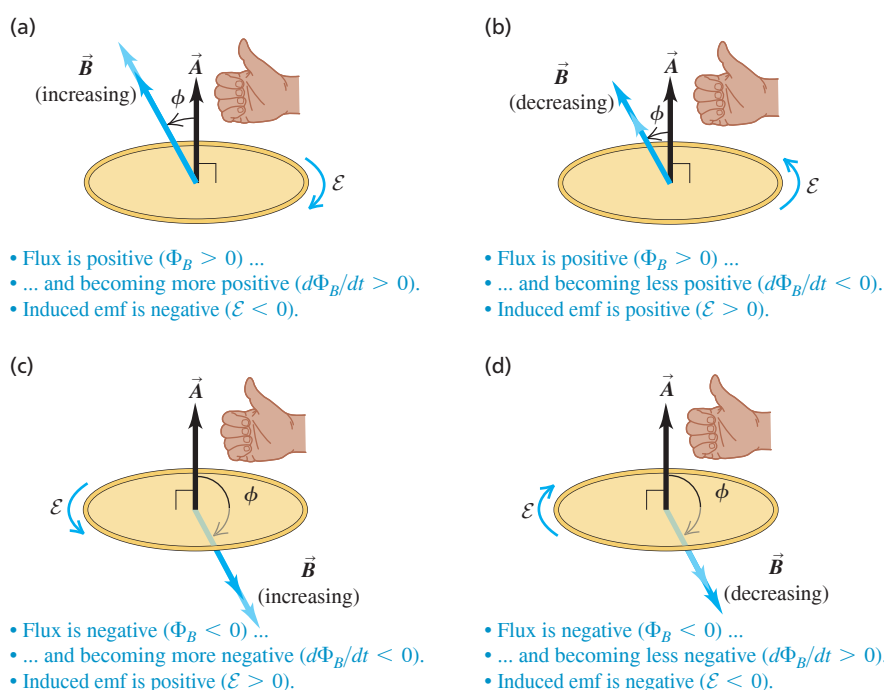 (a)
B⃗
(increasing)
ϕ
A⃗
ℰ
• Flux is positive (Φ_B > 0) ...
• ... and becoming more positive (dΦ_B/dt > 0).
• Induced emf is negative (ℰ < 0).
(b)
B⃗
(decreasing)
ϕ
A⃗
ℰ
• Flux is positive (Φ_B > 0) ...
• ... and becoming less positive (dΦ_B/dt < 0).
• Induced emf is positive (ℰ > 0).
(c)
A⃗
ϕ
ℰ
B⃗
(increasing)
• Flux is negative (Φ_B < 0) ...
• ... and becoming more negative (dΦ_B/dt < 0).
• Induced emf is positive (ℰ > 0).
(d)
A⃗
ϕ
ℰ
B⃗
(decreasing)
• Flux is negative (Φ_B < 0) ...
• ... and becoming less negative (dΦ_B/dt > 0).
• Induced emf is negative (ℰ < 0).